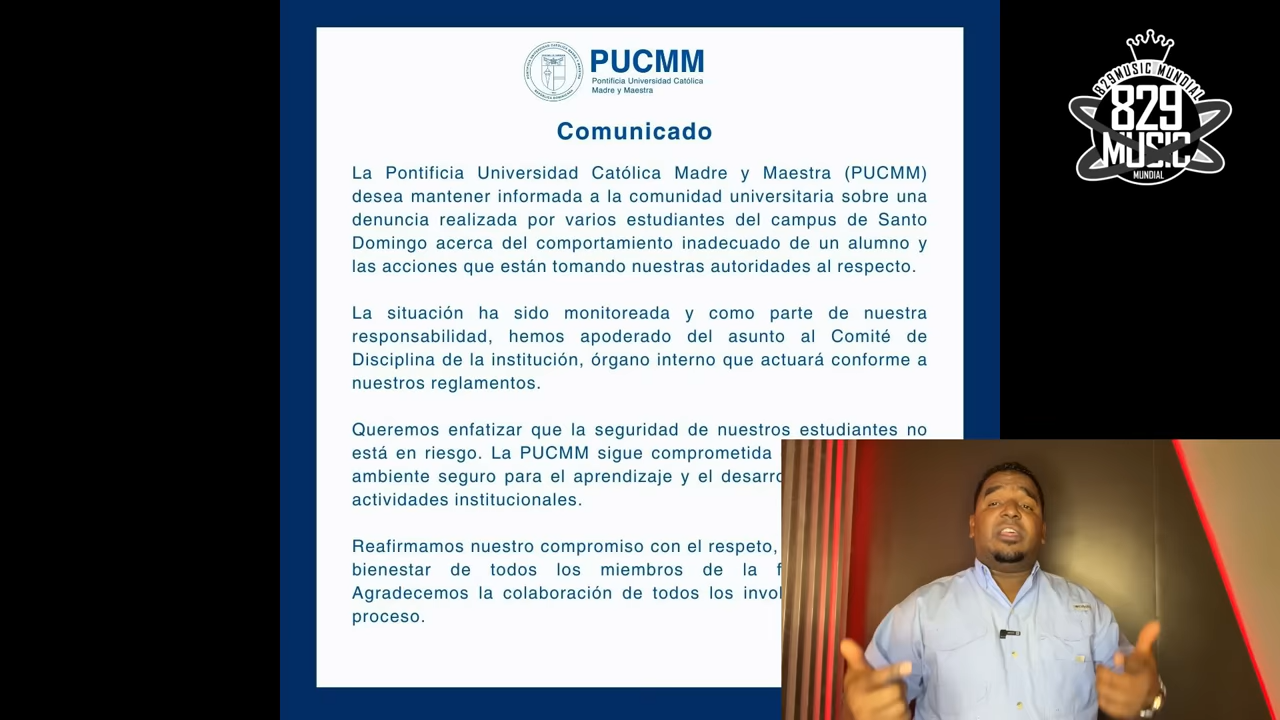 PUCMM
Pontificia Universidad Católica
Madre y Maestra
Comunicado
La Pontificia Universidad Católica Madre y Maestra (PUCMM)
desea mantener informada a la comunidad universitaria sobre una
denuncia realizada por varios estudiantes del campus de Santo
Domingo acerca del comportamiento inadecuado de un alumno y
las acciones que están tomando nuestras autoridades al respecto.
La situación ha sido monitoreada y como parte de nuestra
responsabilidad, hemos apoderado del asunto al Comité de
Disciplina de la institución, órgano interno que actuará conforme a
nuestros reglamentos.
Queremos enfatizar que la seguridad de nuestros estudiantes no
está en riesgo. La PUCMM sigue comprometida
ambiente seguro para el aprendizaje y el
actividades institucionales.
Reafirmamos nuestro compromiso con el respeto,
bienestar de todos los miembros de la
Agradecemos la colaboración de todos los
proceso.
829MUSIC MUNDIAL
829
MUSIC
MUNDIAL